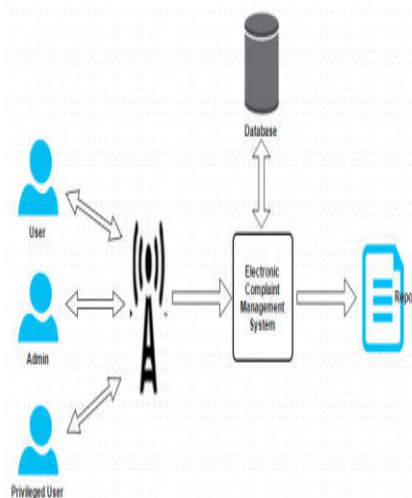 Database
User
Electronic
Complaint
Management
System
Repo
Admin
Privileged User